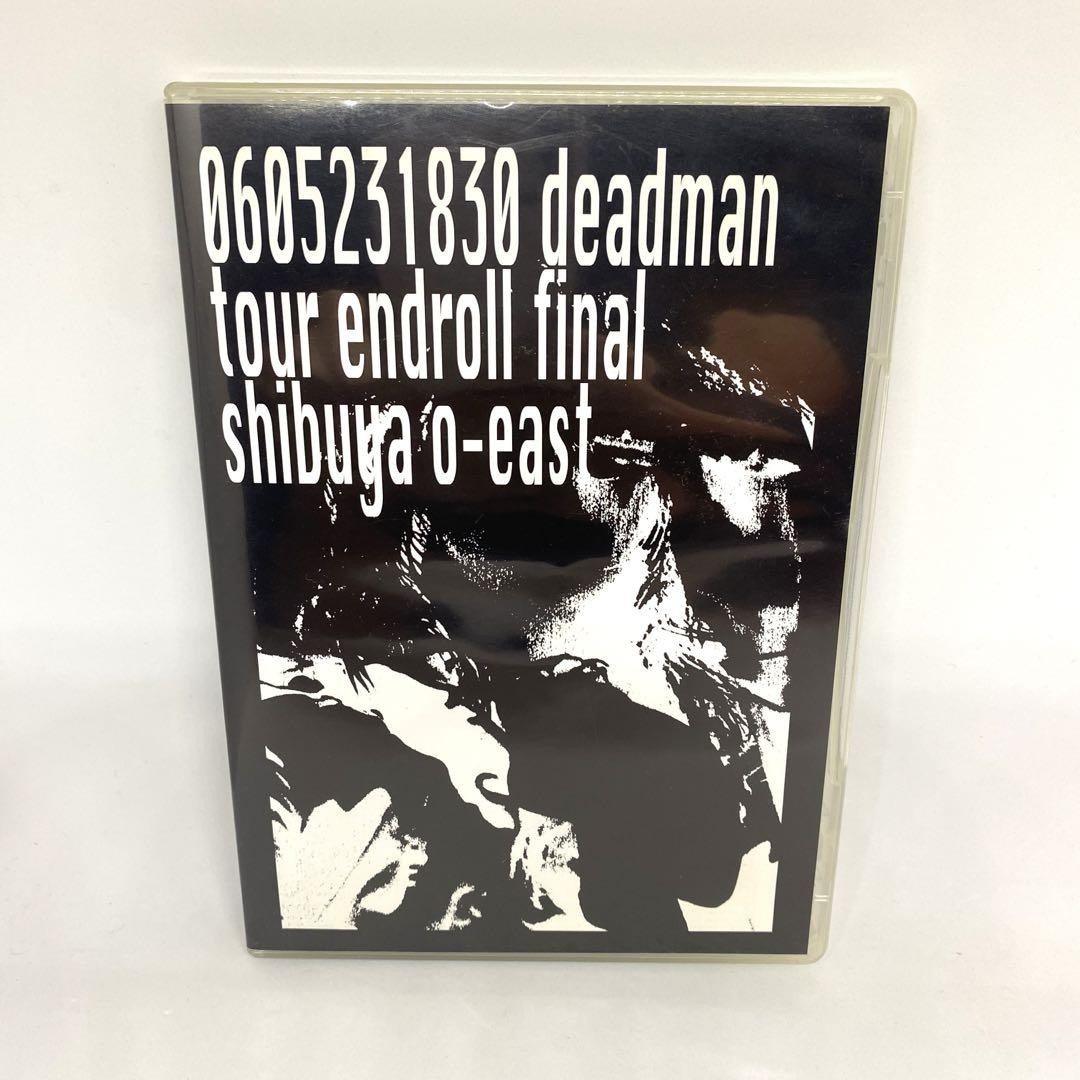 0605231830 deadman
tour endroll final
shibuya o-east